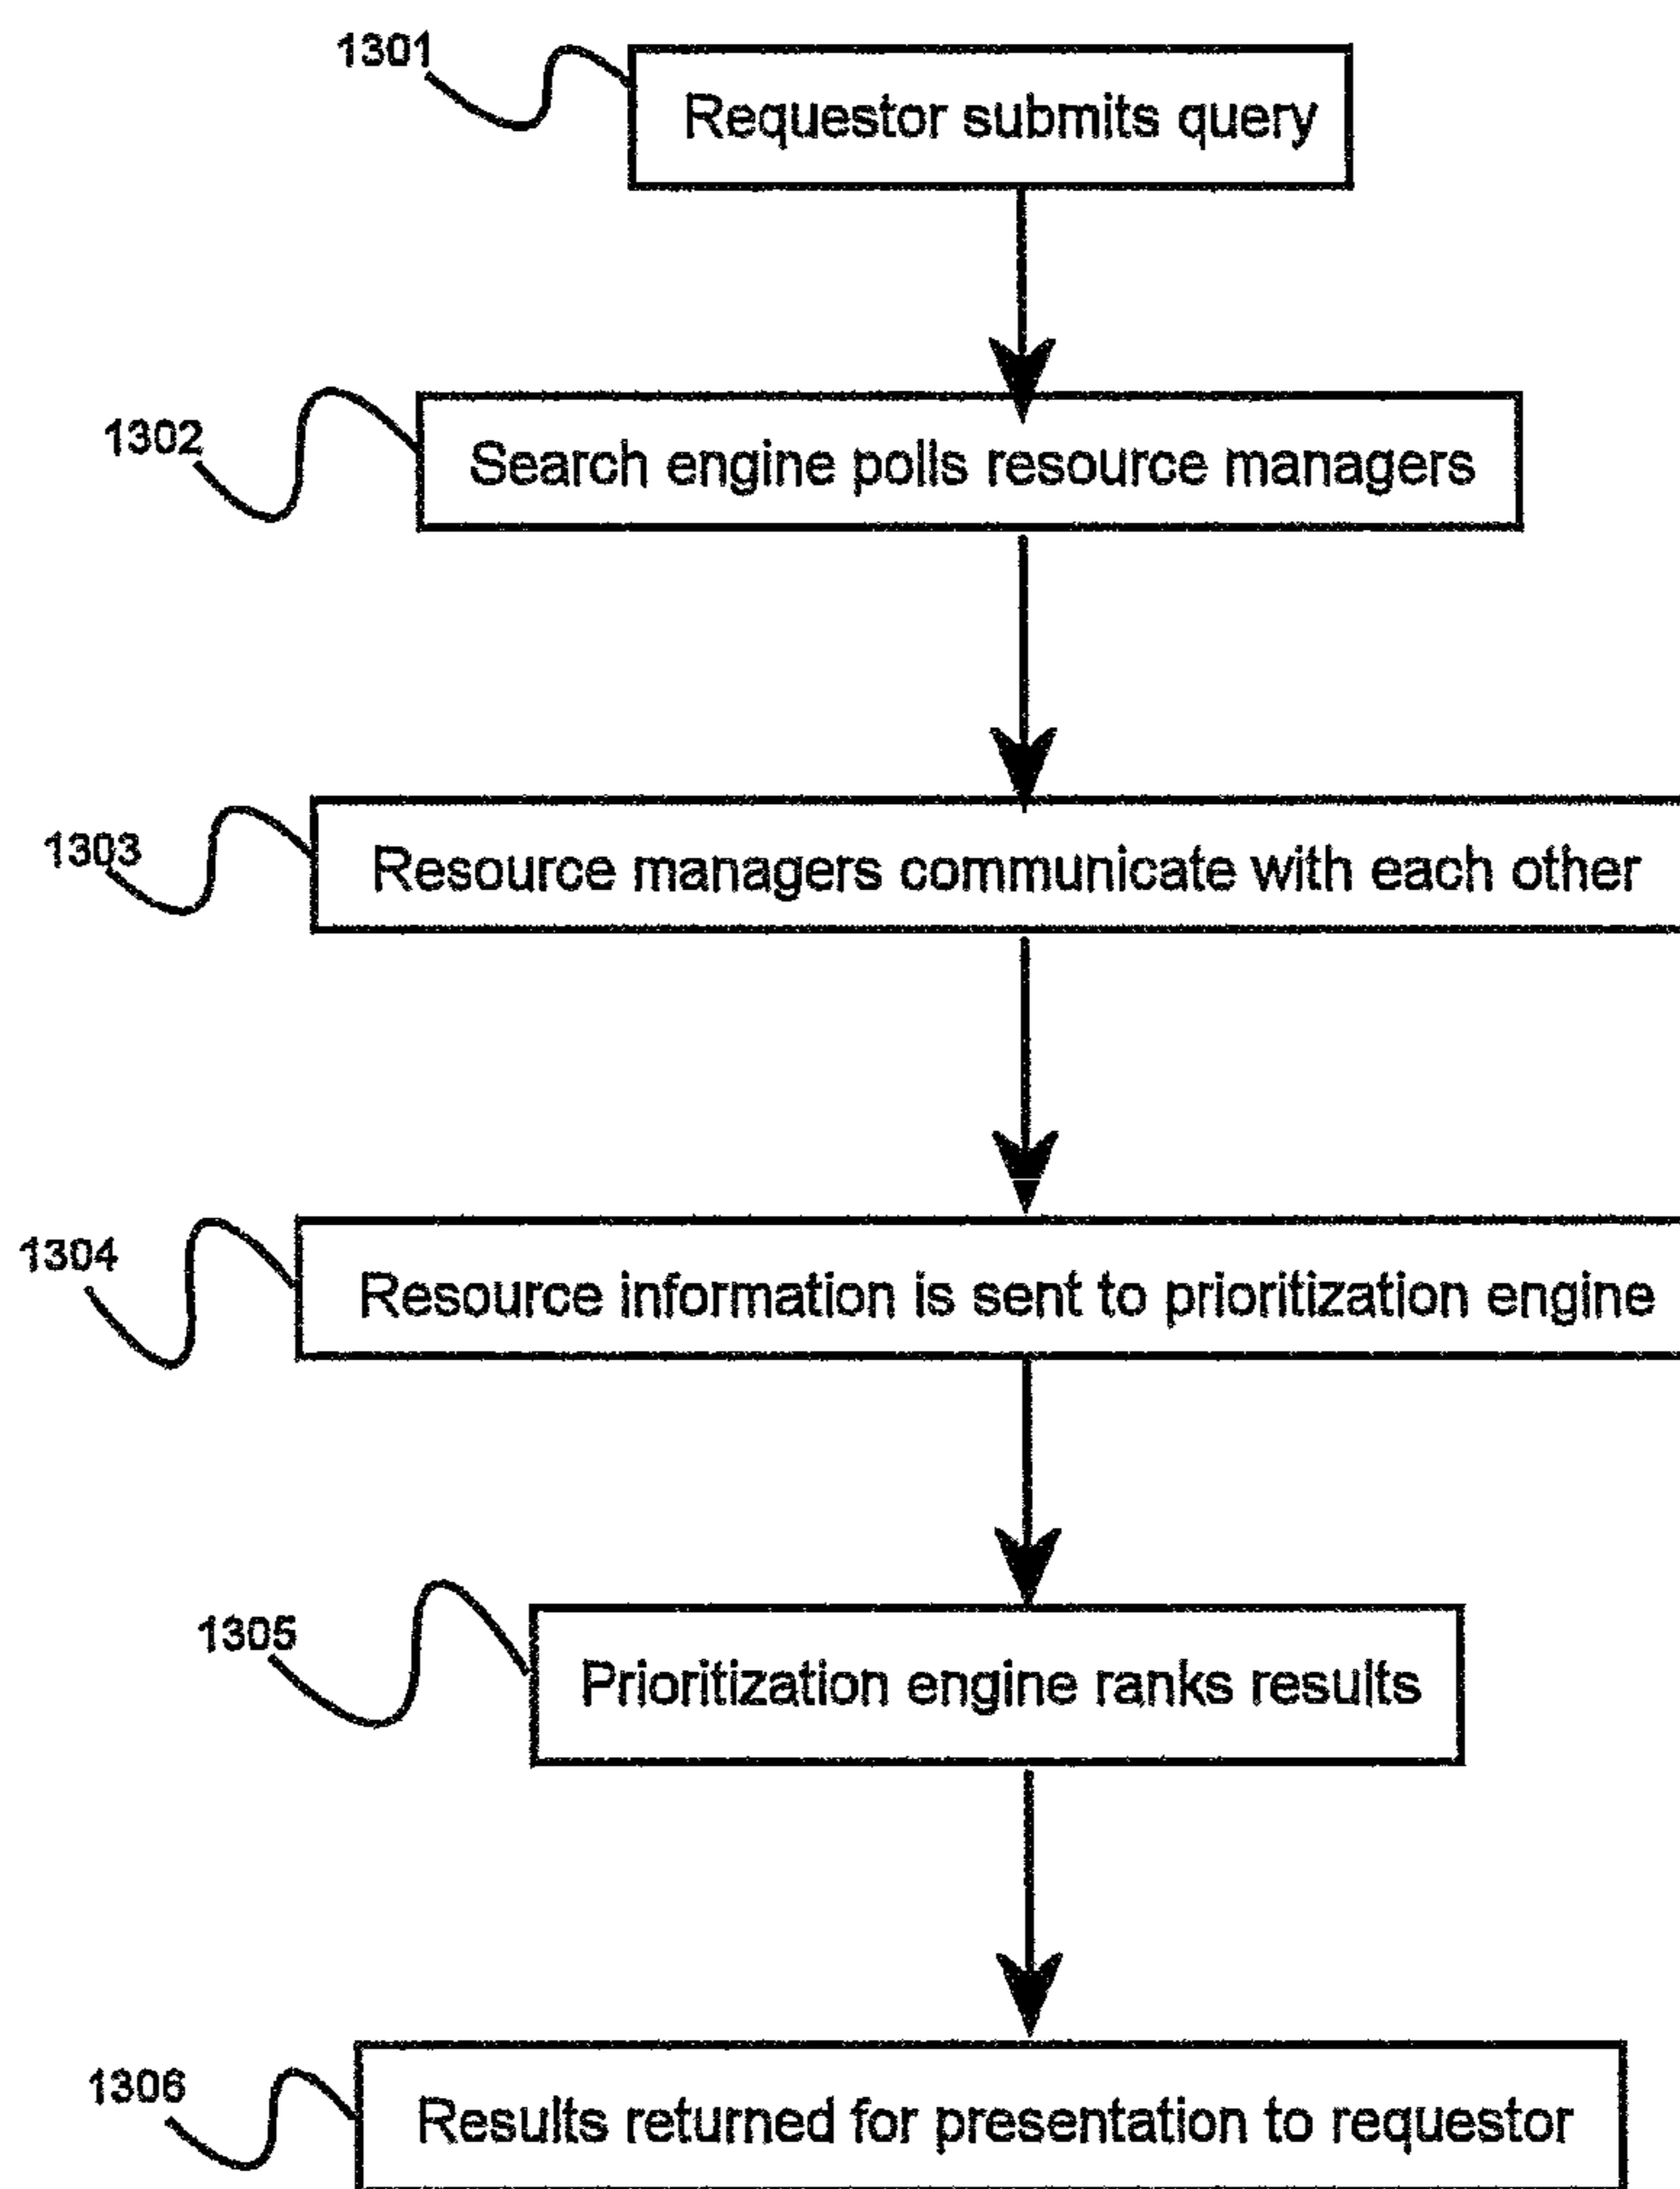 1301
Requestor submits query
1302
Search engine polls resource managers
1303
Resource managers communicate with each other
1304
Resource information is sent to prioritization engine
1305
Prioritization engine ranks results
1306
Results returned for presentation to requestor